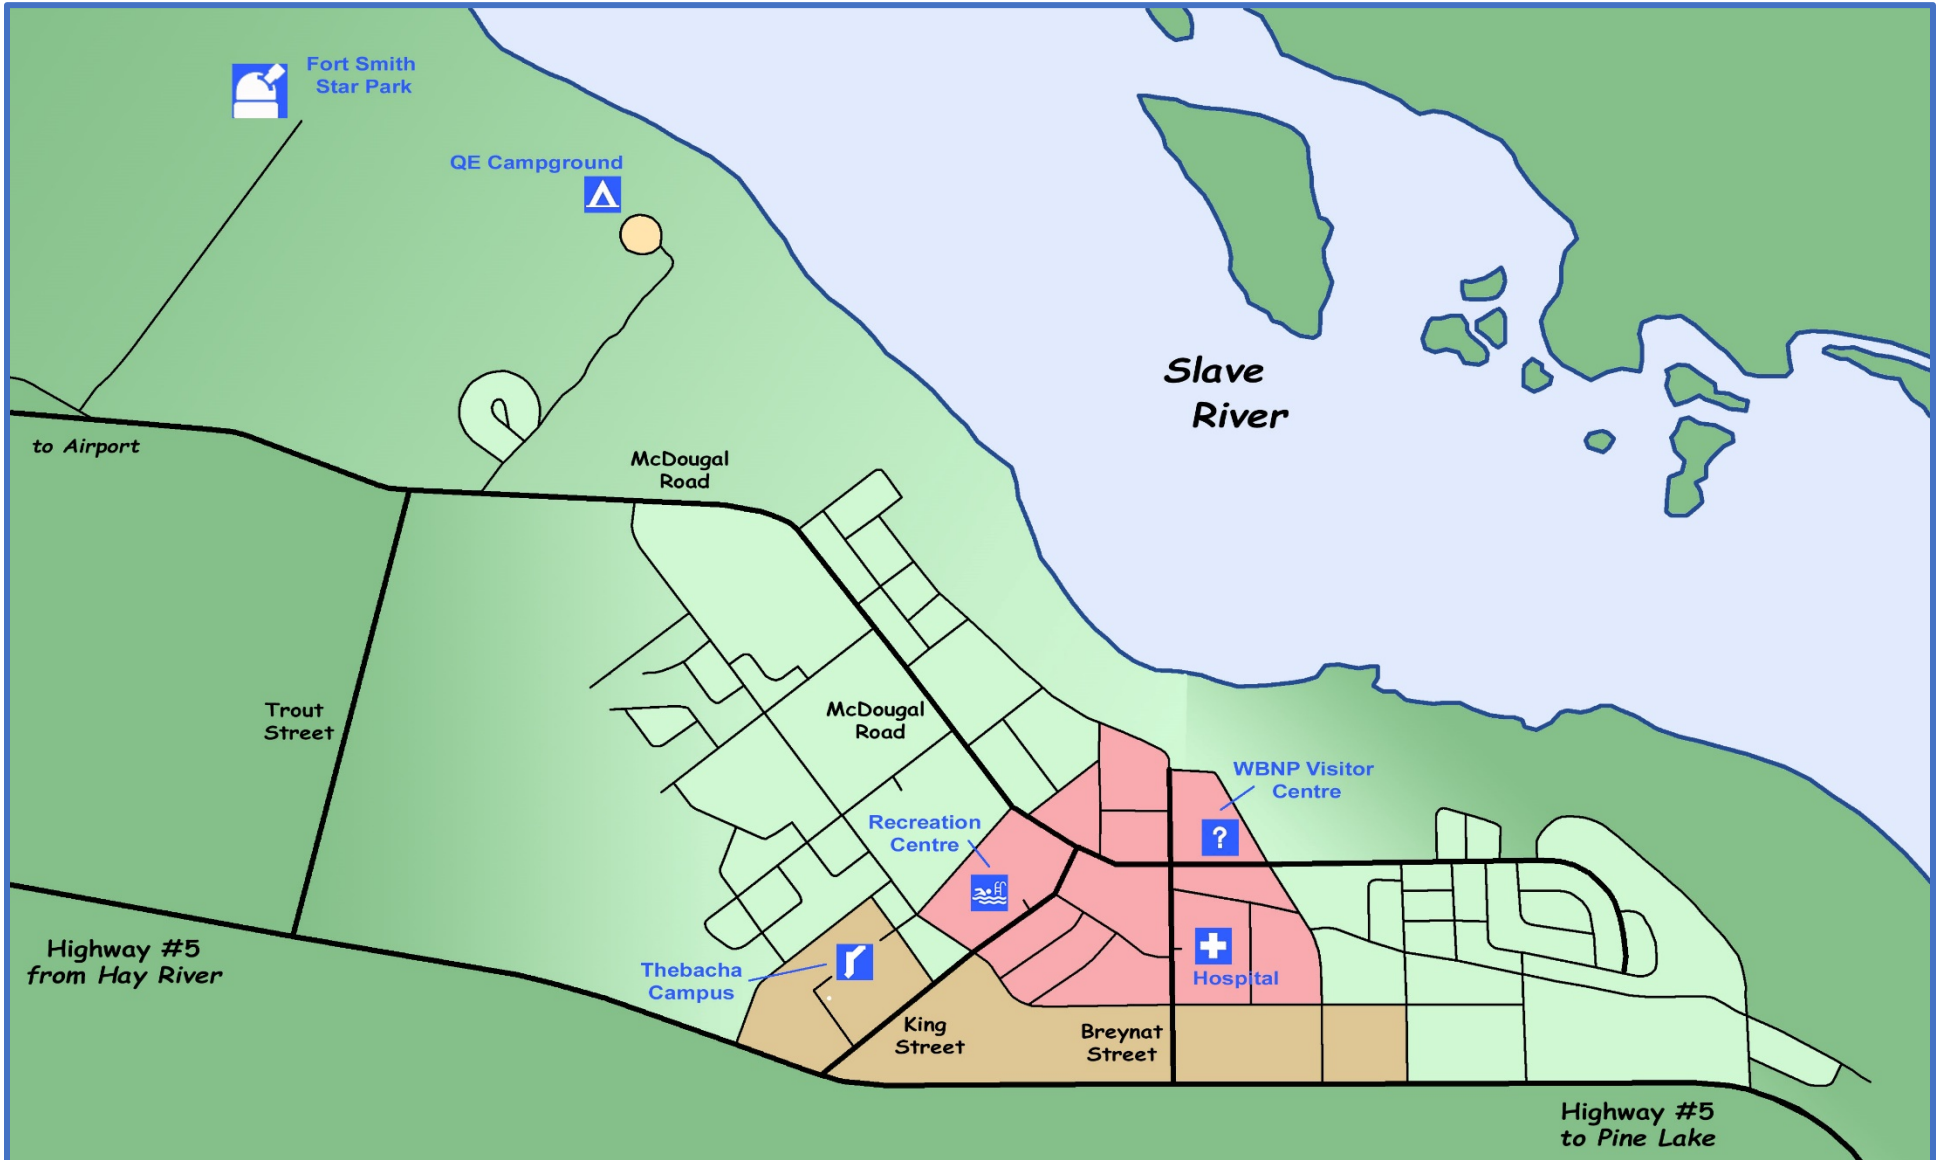 Fort Smith
Star Park
QE Campground
Slave
River
to Airport
McDougal
Road
Trout
Street
McDougal
Road
WBNP Visitor
Centre
?
Recreation
Centre
Highway #5
from Hay River
Thebacha
Campus
Hospital
King
Street
Breynat
Street
Highway #5
to Pine Lake